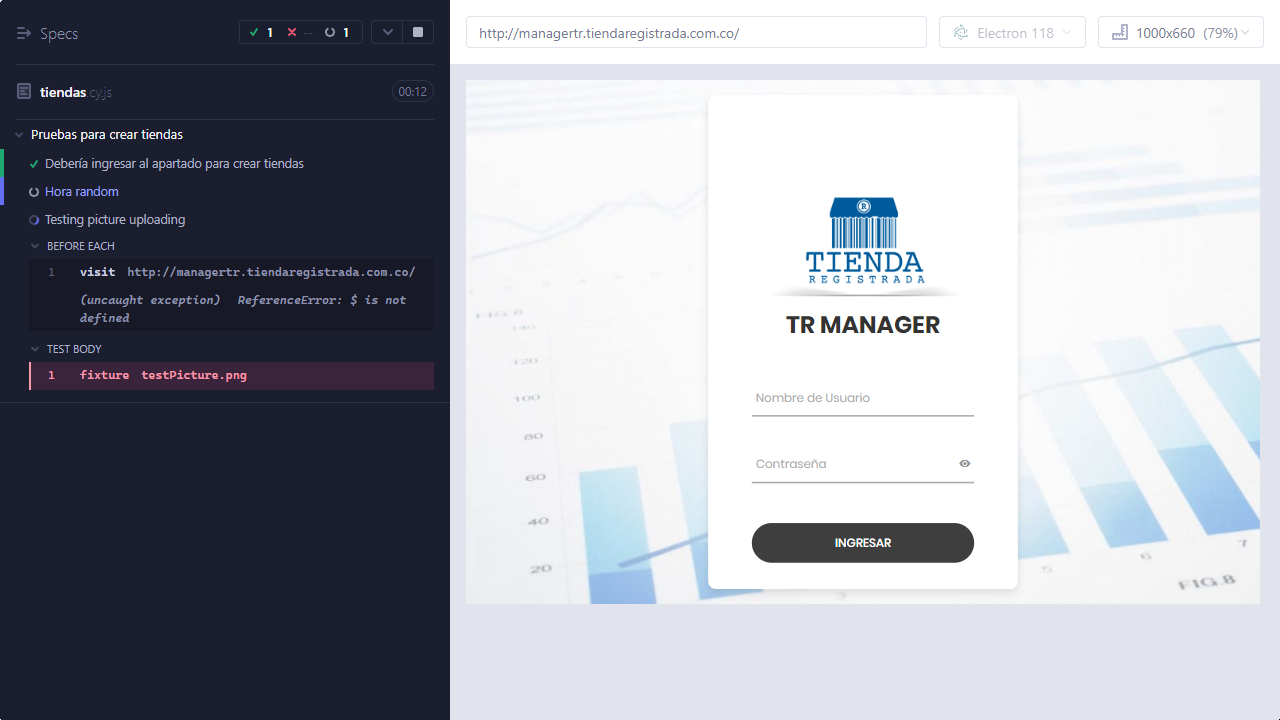 Specs
1 -- 1
tiendas cy.js
00:12
Pruebas para crear tiendas
Debería ingresar al apartado para crear tiendas
Hora random
Testing picture uploading
BEFORE EACH
1 visit http://managertr.tiendaregistrada.com.co/
(uncaught exception) ReferenceError: $ is not
defined
TEST BODY
1 fixture testPicture.png
http://managertr.tiendaregistrada.com.co/
Electron 118
1000x660 (79%)
R
TIENDA
REGISTRADA
TR MANAGER
Nombre de Usuario
Contraseña
INGRESAR
FIG.6
140
120
100
80
60
40
20
3
5
6
7
FIG.8